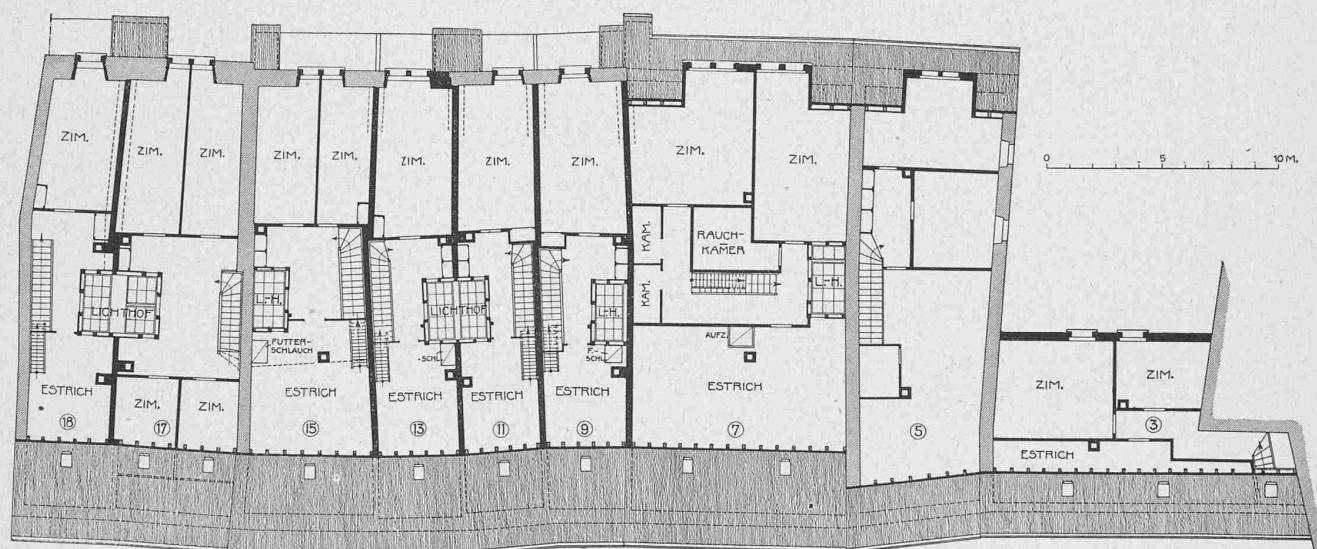 ZIM.
ZIM.
ZIM.
ZIM.
ZIM.
ZIM.
ZIM.
ZIM.
ZIM.
ZIM.
0 5 10 M.
KAM.
RAUCH-
KAMER
KAM.
LICHTHOF
L-H.
LICHTHOF
L-H.
L-H.
AUFZ.
FUTTER-
SCHLAUCH
SCHL.
F.-
SCHL.
ZIM.
ZIM.
ZIM.
ZIM.
ESTRICH
ESTRICH
ESTRICH
ESTRICH
ESTRICH
ESTRICH
ESTRICH
18
17
15
13
11
9
7
5
3